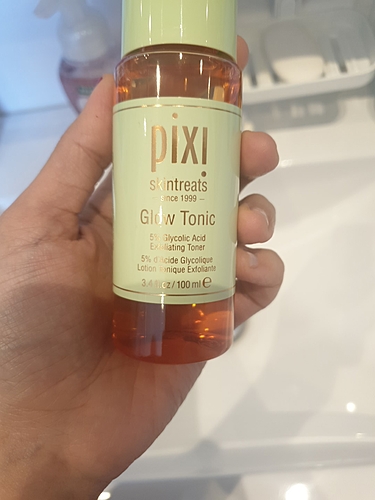 pixi
skintreats
— since 1999 —
Glow Tonic
5% Glycolic Acid
Exfoliating Toner
5% d'Acide Glycolique
Lotion Tonique Exfoliante
3.4 fl oz / 100 ml ℮